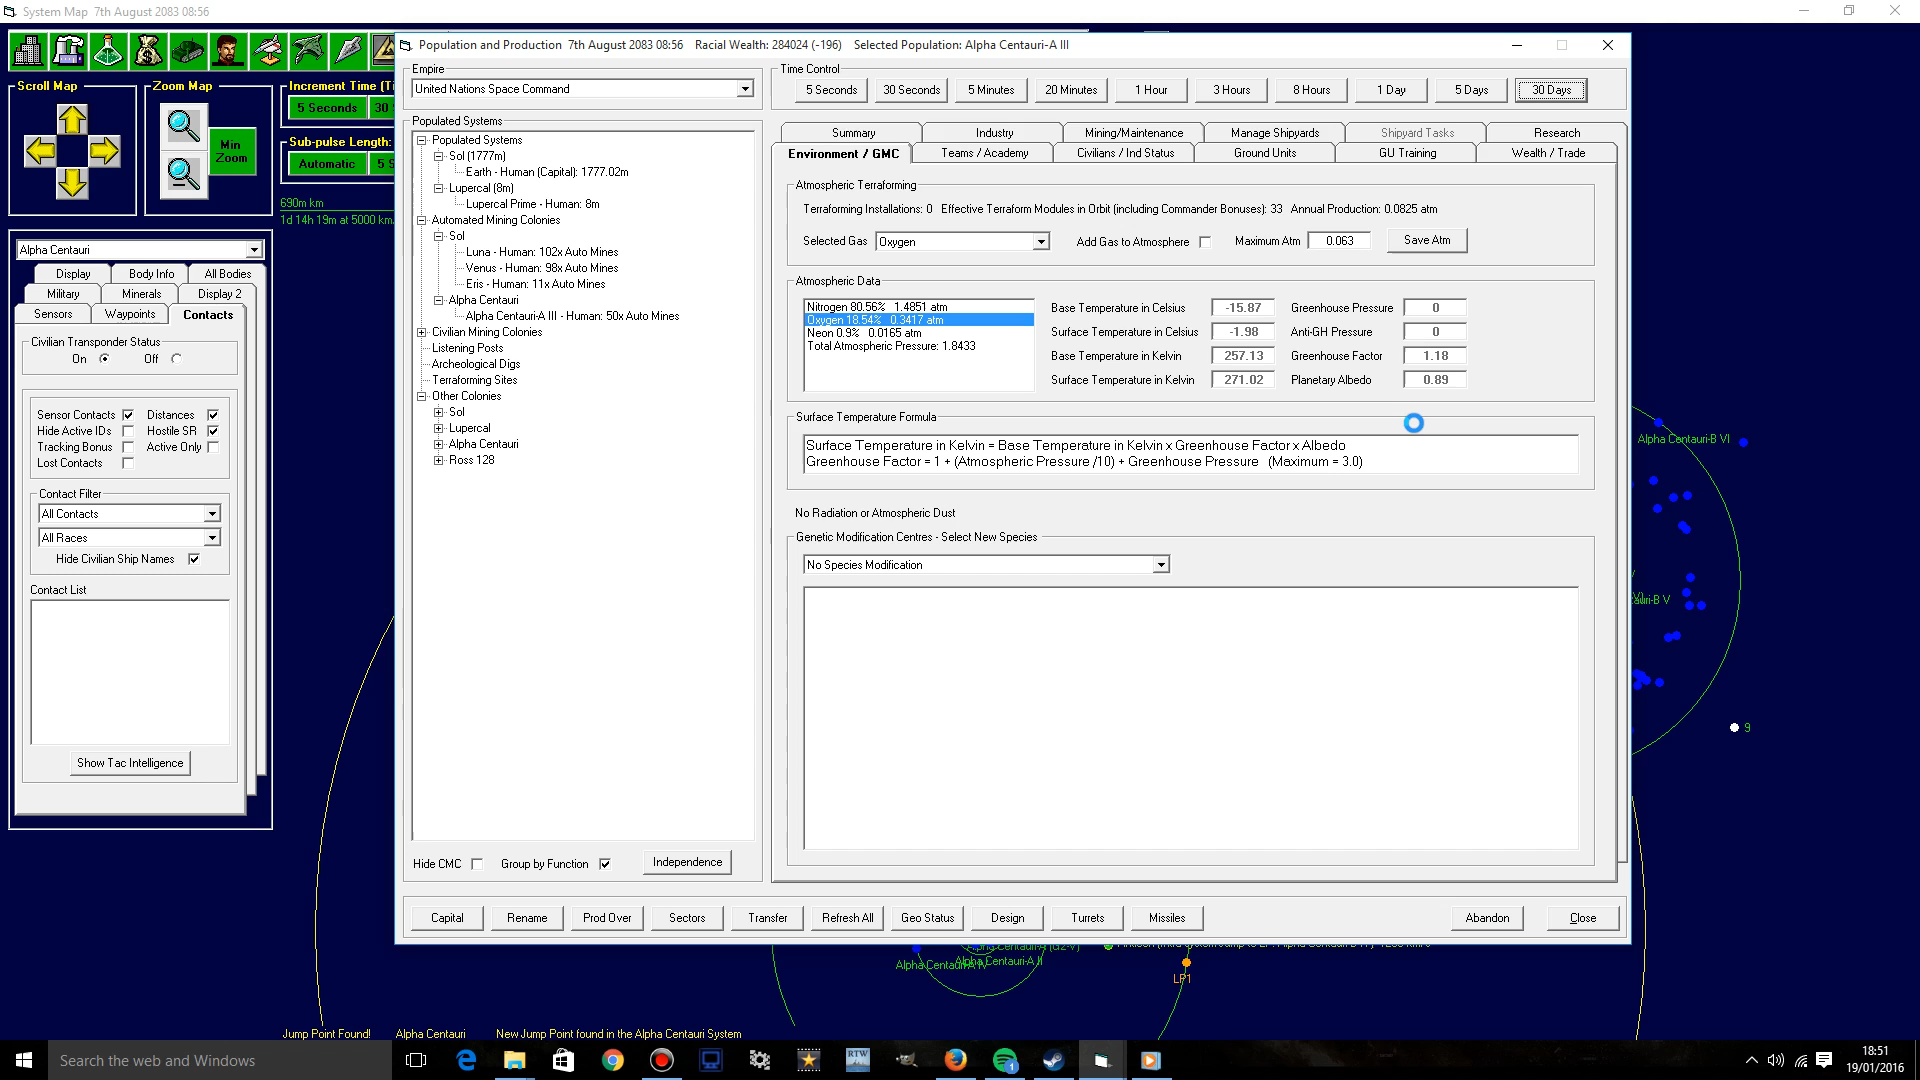 System Map  7th August 2083 08:56
Population and Production  7th August 2083 08:56   Racial Wealth: 284024 (-196)   Selected Population: Alpha Centauri-A III
Scroll Map
Zoom Map
Min Zoom
Increment Time (Ti
5 Seconds
30
Sub-pulse Length:
Automatic
5 S
690m km
1d 14h 19m at 5000 km
Alpha Centauri
Display
Body Info
All Bodies
Military
Minerals
Display 2
Sensors
Waypoints
Contacts
Civilian Transponder Status
On
Off
Sensor Contacts
Distances
Hide Active IDs
Hostile SR
Tracking Bonus
Active Only
Lost Contacts
Contact Filter
All Contacts
All Races
Hide Civilian Ship Names
Contact List
Show Tac Intelligence
Empire
United Nations Space Command
Populated Systems
Populated Systems
Sol (1777m)
Earth - Human (Capital): 1777.02m
Lupercal (8m)
Lupercal Prime - Human: 8m
Automated Mining Colonies
Sol
Luna - Human: 102x Auto Mines
Venus - Human: 98x Auto Mines
Eris - Human: 11x Auto Mines
Alpha Centauri
Alpha Centauri-A III - Human: 50x Auto Mines
Civilian Mining Colonies
Listening Posts
Archeological Digs
Terraforming Sites
Other Colonies
Sol
Lupercal
Alpha Centauri
Ross 128
Hide CMC
Group by Function
Independence
Time Control
5 Seconds
30 Seconds
5 Minutes
20 Minutes
1 Hour
3 Hours
8 Hours
1 Day
5 Days
30 Days
Summary
Industry
Mining/Maintenance
Manage Shipyards
Shipyard Tasks
Research
Environment / GMC
Teams / Academy
Civilians / Ind Status
Ground Units
GU Training
Wealth / Trade
Atmospheric Terraforming
Terraforming Installations: 0   Effective Terraform Modules in Orbit (including Commander Bonuses): 33   Annual Production: 0.0825 atm
Selected Gas
Oxygen
Add Gas to Atmosphere
Maximum Atm
0.063
Save Atm
Atmospheric Data
Nitrogen 80.56%   1.4851 atm
Oxygen 18.54%   0.3417 atm
Neon 0.9%   0.0165 atm
Total Atmospheric Pressure: 1.8433
Base Temperature in Celsius
-15.87
Greenhouse Pressure
0
Surface Temperature in Celsius
-1.98
Anti-GH Pressure
0
Base Temperature in Kelvin
257.13
Greenhouse Factor
1.18
Surface Temperature in Kelvin
271.02
Planetary Albedo
0.89
Surface Temperature Formula
Surface Temperature in Kelvin = Base Temperature in Kelvin x Greenhouse Factor x Albedo
Greenhouse Factor = 1 + (Atmospheric Pressure /10) + Greenhouse Pressure   (Maximum = 3.0)
No Radiation or Atmospheric Dust
Genetic Modification Centres - Select New Species
No Species Modification
Capital
Rename
Prod Over
Sectors
Transfer
Refresh All
Geo Status
Design
Turrets
Missiles
Abandon
Close
Alpha Centauri-B VI
auri-B V
9
Alpha Centauri-A IV
Alpha Centauri-A II
LP1
Jump Point Found!
Alpha Centauri
New Jump Point found in the Alpha Centauri System
Search the web and Windows
RTW
1
18:51
19/01/2016